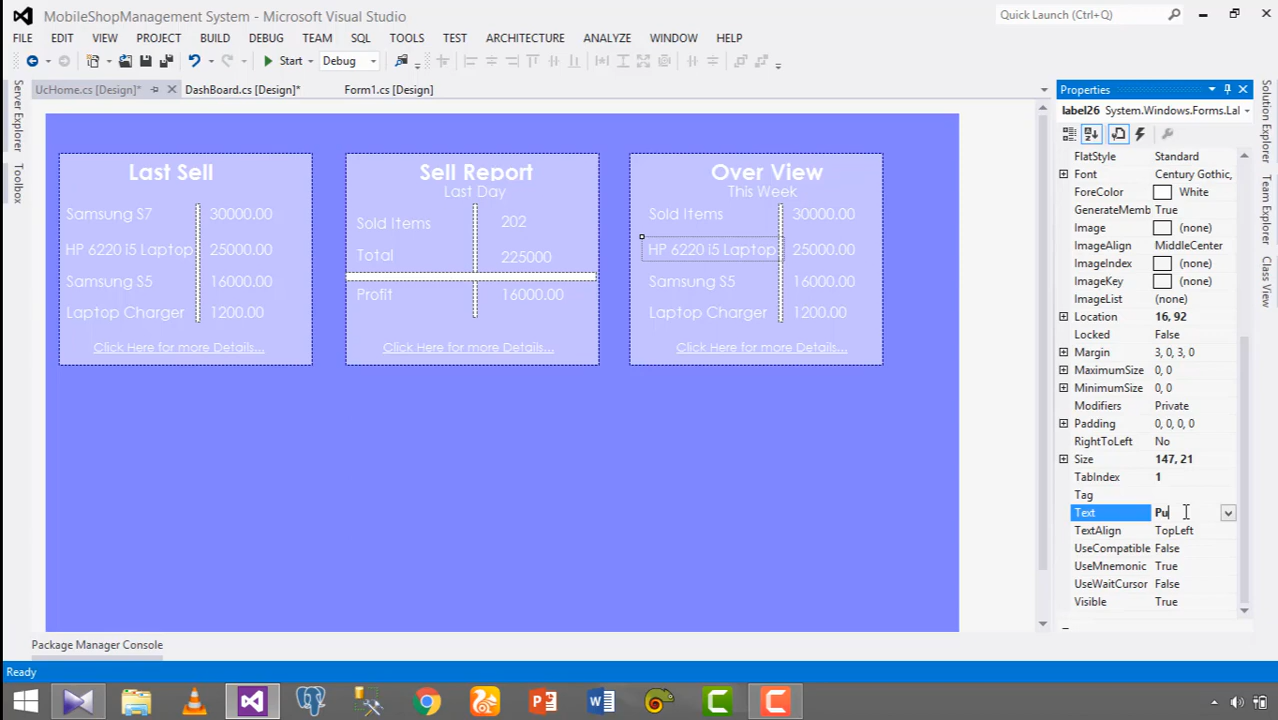 MobileShopManagement System - Microsoft Visual Studio
Quick Launch (Ctrl+Q)
FILE EDIT VIEW PROJECT BUILD DEBUG TEAM SQL TOOLS TEST ARCHITECTURE ANALYZE WINDOW HELP
Start Debug
UcHome.cs [Design]* DashBoard.cs [Design]* Form1.cs [Design]
Server Explorer
Toolbox
Last Sell
Samsung S7 30000.00
HP 6220 I5 Laptop 25000.00
Samsung S5 16000.00
Laptop Charger 1200.00
Click Here for more Details...
Sell Report
Last Day
Sold Items 202
Total 225000
Profit 16000.00
Click Here for more Details...
Over View
This Week
Sold Items 30000.00
HP 6220 I5 Laptop 25000.00
Samsung S5 16000.00
Laptop Charger 1200.00
Click Here for more Details...
Properties
label26 System.Windows.Forms.Lal
FlatStyle Standard
Font Century Gothic,
ForeColor White
GenerateMemb True
Image (none)
ImageAlign MiddleCenter
ImageIndex (none)
ImageKey (none)
ImageList (none)
Location 16, 92
Locked False
Margin 3, 0, 3, 0
MaximumSize 0, 0
MinimumSize 0, 0
Modifiers Private
Padding 0, 0, 0, 0
RightToLeft No
Size 147, 21
TabIndex 1
Tag
Text Pu
TextAlign TopLeft
UseCompatible False
UseMnemonic True
UseWaitCursor False
Visible True
Solution Explorer
Team Explorer
Class View
Package Manager Console
Ready